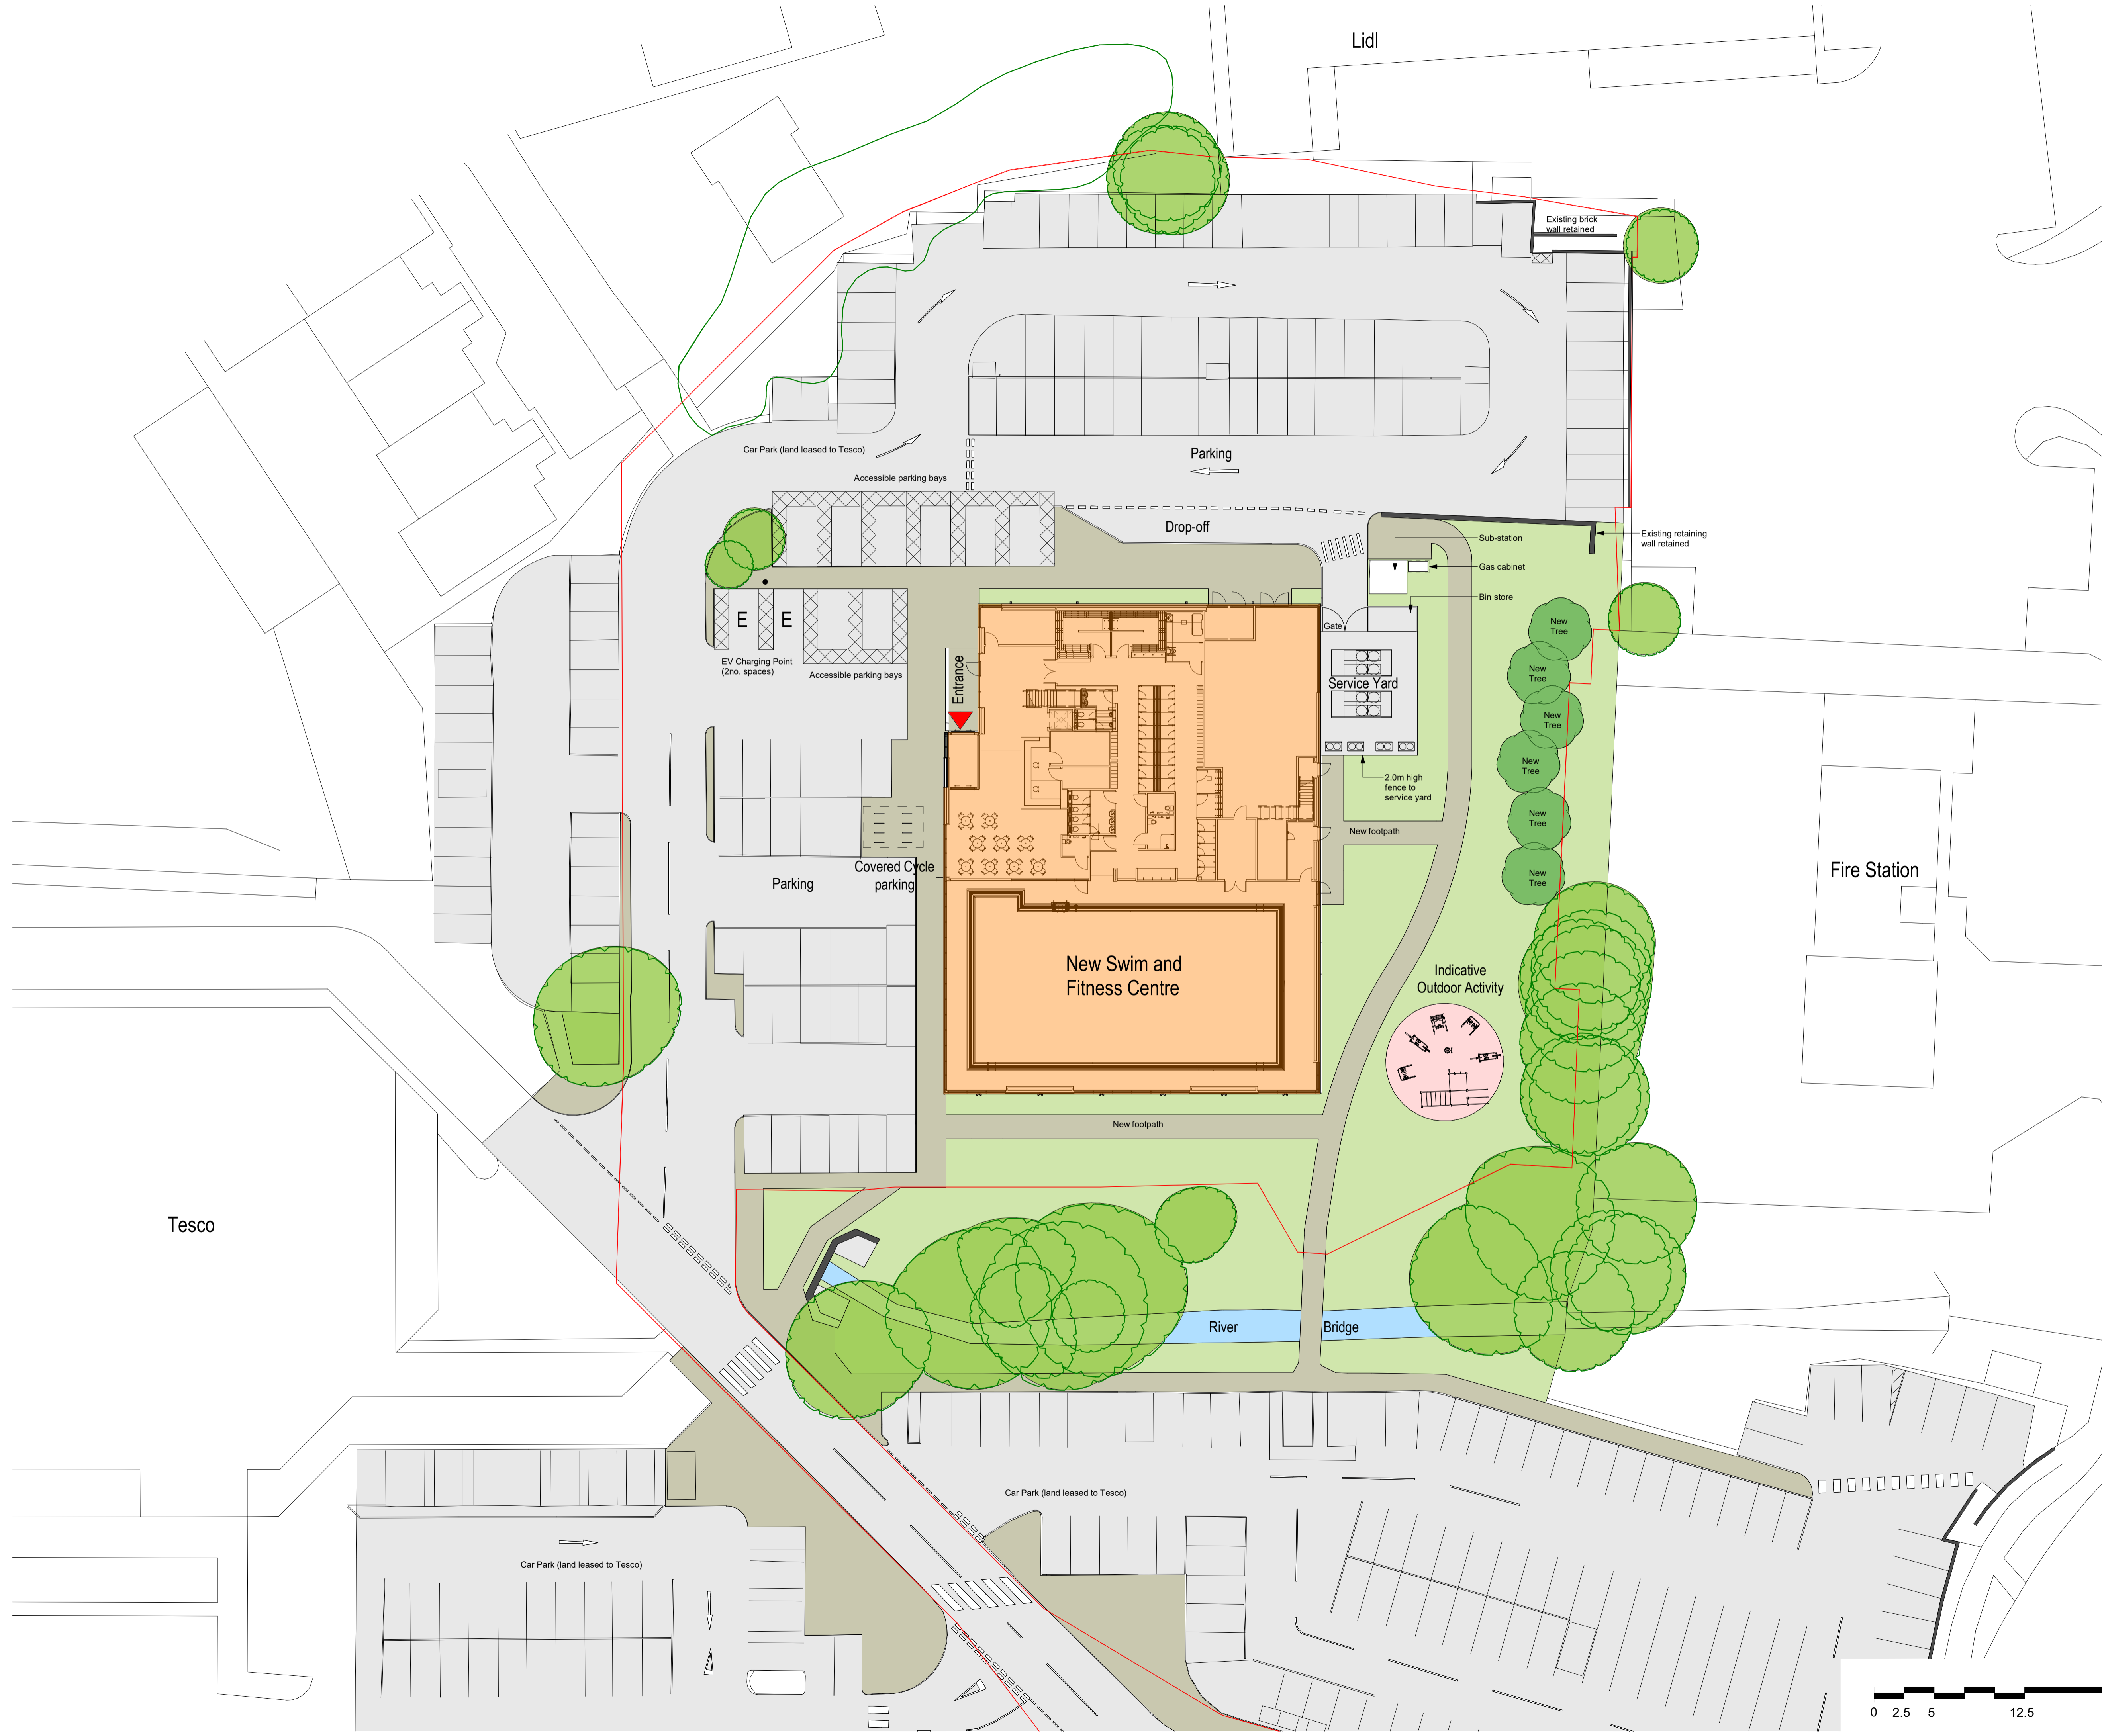 Lidl
Existing brick
wall retained
Car Park (land leased to Tesco)
Parking
Accessible parking bays
Drop-off
Existing retaining
wall retained
Sub-station
Gas cabinet
Bin store
E
E
Gate
New
Tree
EV Charging Point
(2no. spaces)
Accessible parking bays
Entrance
Service Yard
New
Tree
New
Tree
New
Tree
2.0m high
fence to
service yard
New
Tree
New footpath
Covered Cycle
parking
Parking
New
Tree
Fire Station
New Swim and
Fitness Centre
Indicative
Outdoor Activity
New footpath
Tesco
River
Bridge
Car Park (land leased to Tesco)
Car Park (land leased to Tesco)
0 2.5 5 12.5